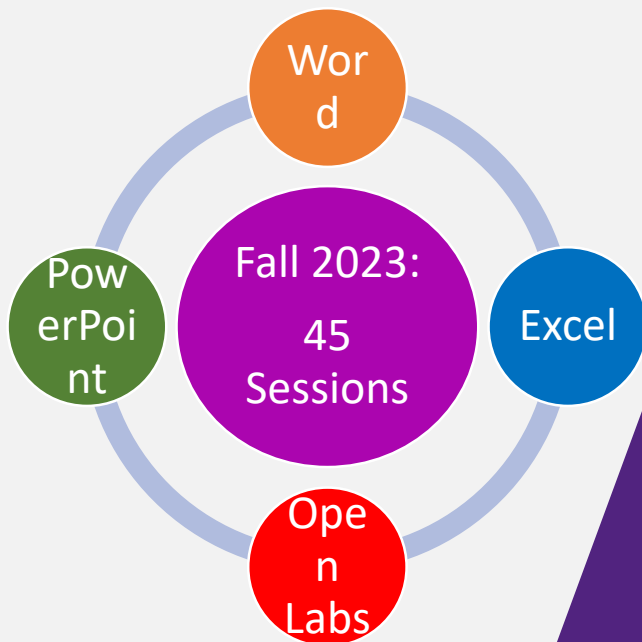 Wor
d
Fall 2023:
45
Sessions
Pow
erPoi
nt
Excel
Ope
n
Labs